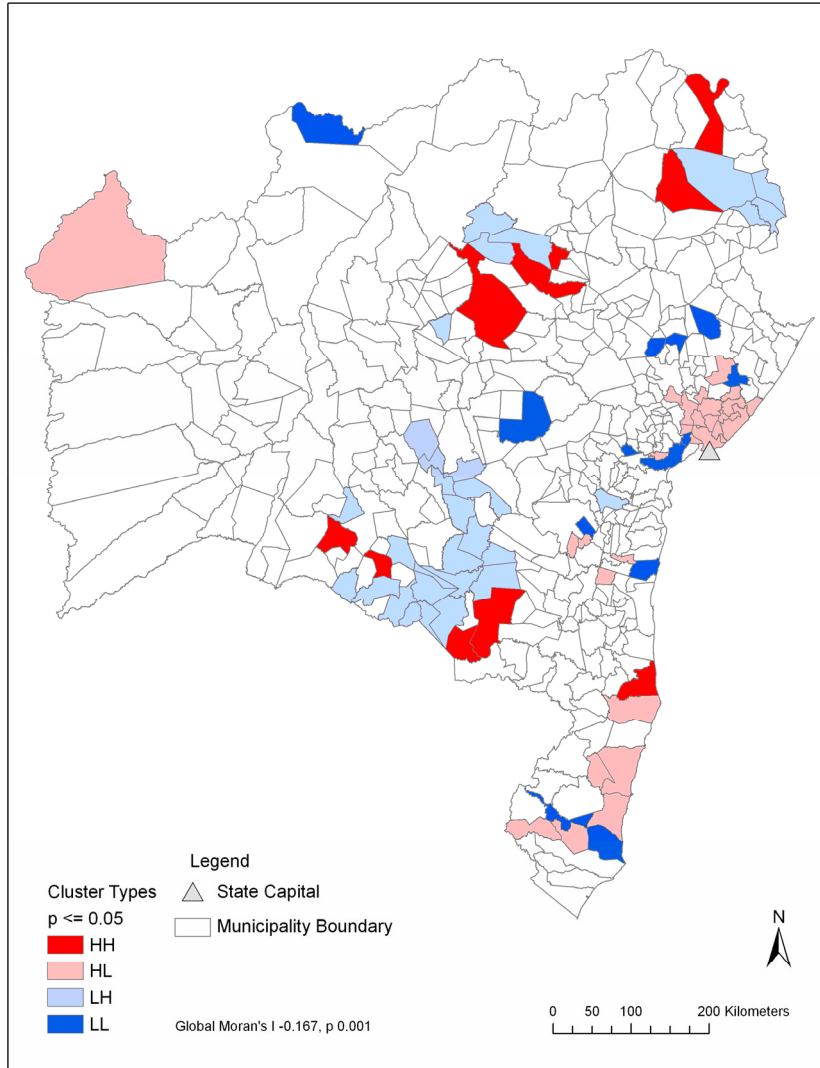 N
Legend
Cluster Types
State Capital
p <= 0.05
Municipality Boundary
HH
HL
LH
LL
Global Moran's I -0.167, p 0.001
0 50 100 200 Kilometers